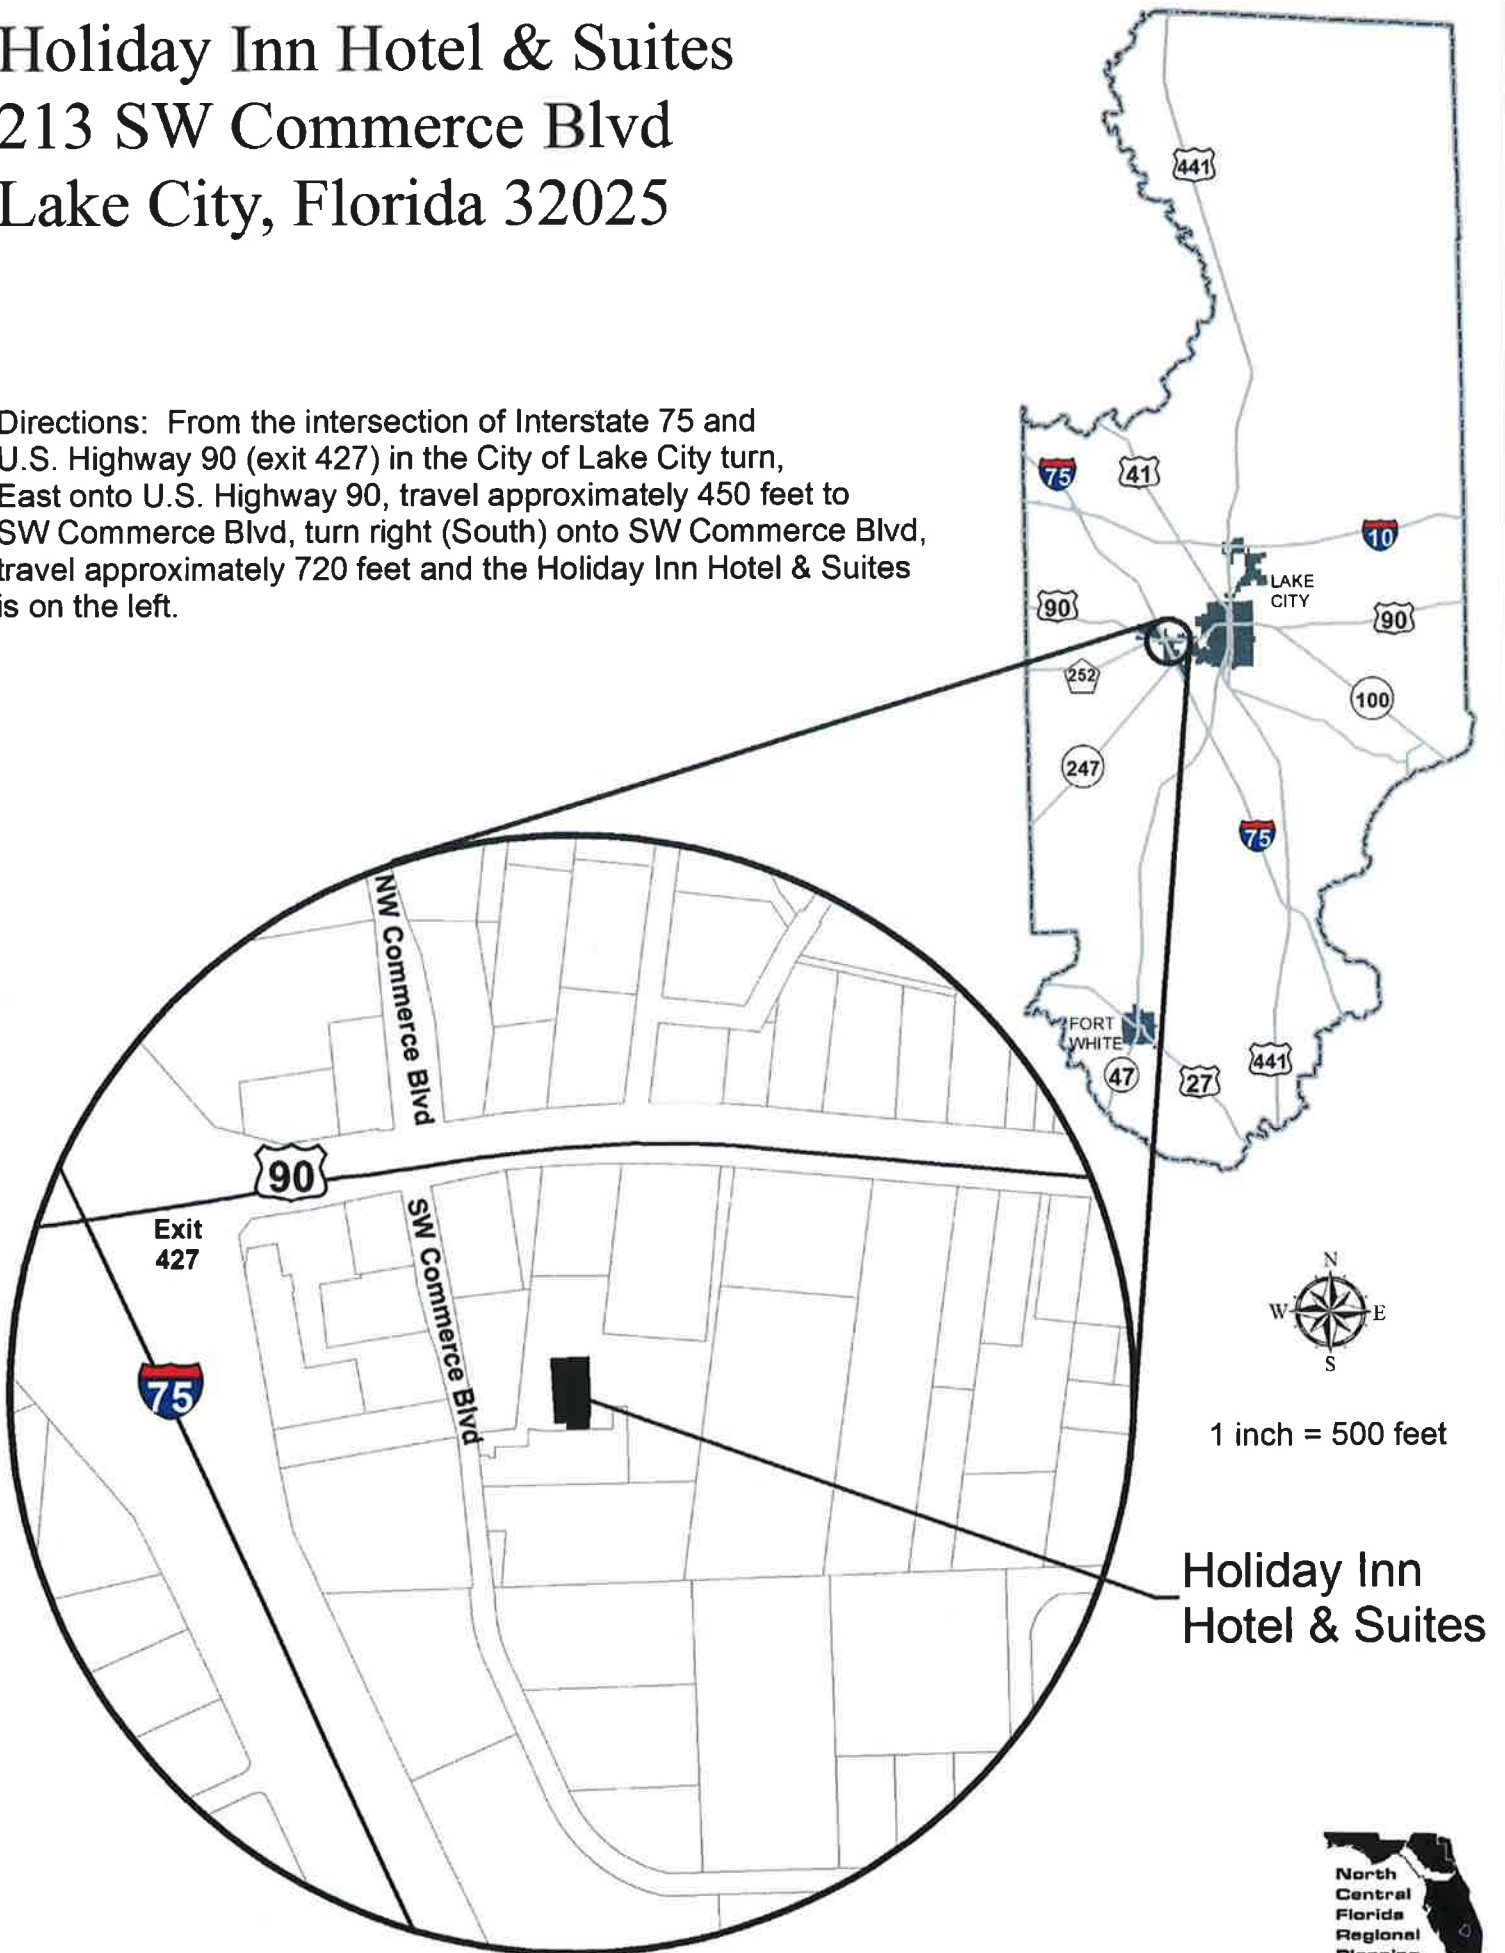 Holiday Inn Hotel & Suites
213 SW Commerce Blvd
Lake City, Florida 32025
Directions: From the intersection of Interstate 75 and
U.S. Highway 90 (exit 427) in the City of Lake City turn,
East onto U.S. Highway 90, travel approximately 450 feet to
SW Commerce Blvd, turn right (South) onto SW Commerce Blvd,
travel approximately 720 feet and the Holiday Inn Hotel & Suites
is on the left.
441
75
41
10
LAKE
CITY
90
90
252
100
247
75
FORT
WHITE
47
27
441
NW Commerce Blvd
90
Exit
427
SW Commerce Blvd
75
N
W
E
S
1 inch = 500 feet
Holiday Inn
Hotel & Suites
North
Central
Florida
Regional
Planning